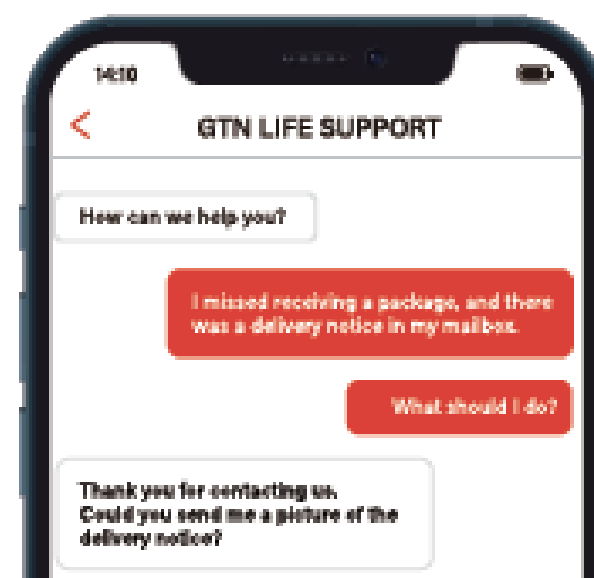 14:10
GTN LIFE SUPPORT
How can we help you?
I missed receiving a package, and there
was a delivery notice in my mailbox.
What should I do?
Thank you for contacting us.
Could you send me a picture of the
delivery notice?